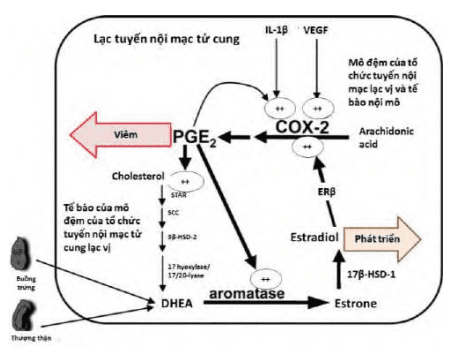 Lạc tuyến nội mạc tử cung
IL-1β
VEGF
Mô đệm của tổ
chức tuyến nội
mạc lạc vị và tế
bào nội mô
++
++
Viêm
PGE2
COX-2
Arachidonic
acid
++
++
Cholesterol
STAR
SCC
3β-HSD-2
17 hyoxylase/
17/20-lyase
Tế bào của mô
đệm của tổ chức
tuyến nội mạc tử
cung lạc vị
ERβ
Estradiol
Phát triển
17β-HSD-1
++
Buồng
trứng
DHEA
aromatase
Estrone
Thượng thận